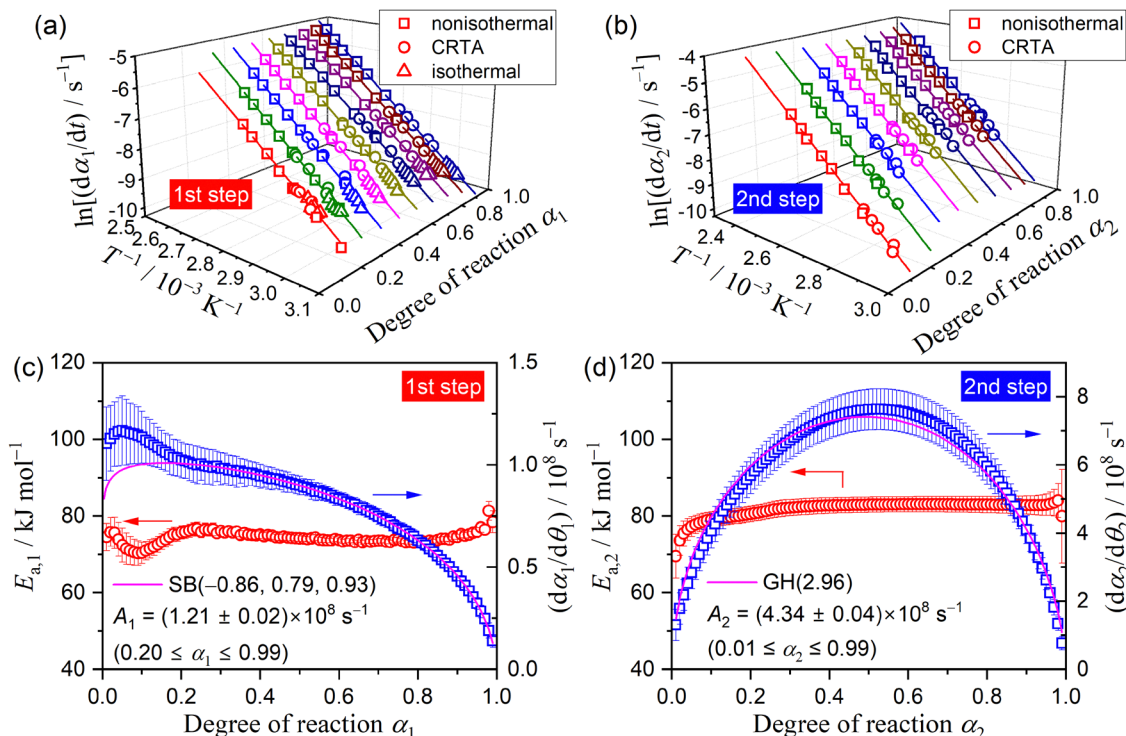 (a)
□ nonisothermal
○ CRTA
△ isothermal
ln[(dα₁/dt) / s⁻¹]
-5
-6
-7
-8
-9
-10
1st step
2.5
2.6
2.7
2.8
2.9
3.0
3.1
T⁻¹ / 10⁻³ K⁻¹
0.0
0.2
0.4
0.6
0.8
1.0
Degree of reaction α₁
(b)
□ nonisothermal
○ CRTA
ln[(dα₂/dt) / s⁻¹]
-4
-5
-6
-7
-8
-9
-10
2nd step
2.4
2.6
2.8
3.0
T⁻¹ / 10⁻³ K⁻¹
0.0
0.2
0.4
0.6
0.8
1.0
Degree of reaction α₂
(c)
1st step
Eₐ,₁ / kJ mol⁻¹
120
100
80
60
40
1.5
1.0
0.5
0.0
(dα₁/dθ₁) / 10⁸ s⁻¹
SB(−0.86, 0.79, 0.93)
A₁ = (1.21 ± 0.02)×10⁸ s⁻¹
(0.20 ≤ α₁ ≤ 0.99)
0.0 0.2 0.4 0.6 0.8 1.0
Degree of reaction α₁
(d)
2nd step
Eₐ,₂ / kJ mol⁻¹
120
100
80
60
40
8
7
6
5
4
3
2
1
0
(dα₂/dθ₂) / 10⁸ s⁻¹
GH(2.96)
A₂ = (4.34 ± 0.04)×10⁸ s⁻¹
(0.01 ≤ α₂ ≤ 0.99)
0.0 0.2 0.4 0.6 0.8 1.0
Degree of reaction α₂